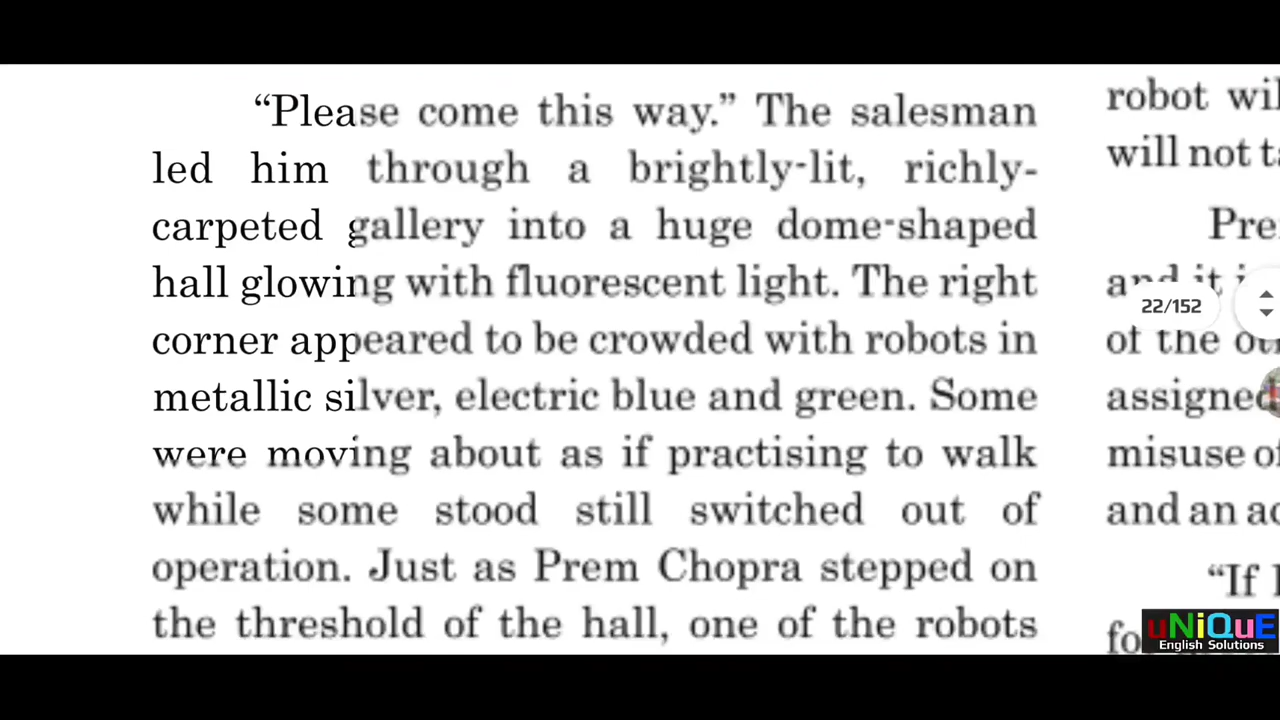 “Please come this way.” The salesman
led him through a brightly-lit, richly-
carpeted gallery into a huge dome-shaped
hall glowing with fluorescent light. The right
corner appeared to be crowded with robots in
metallic silver, electric blue and green. Some
were moving about as if practising to walk
while some stood still switched out of
operation. Just as Prem Chopra stepped on
the threshold of the hall, one of the robots
robot
will not
and it
of the
assigned
misuse
and an
“If
22/152
uNiQuE
English Solutions